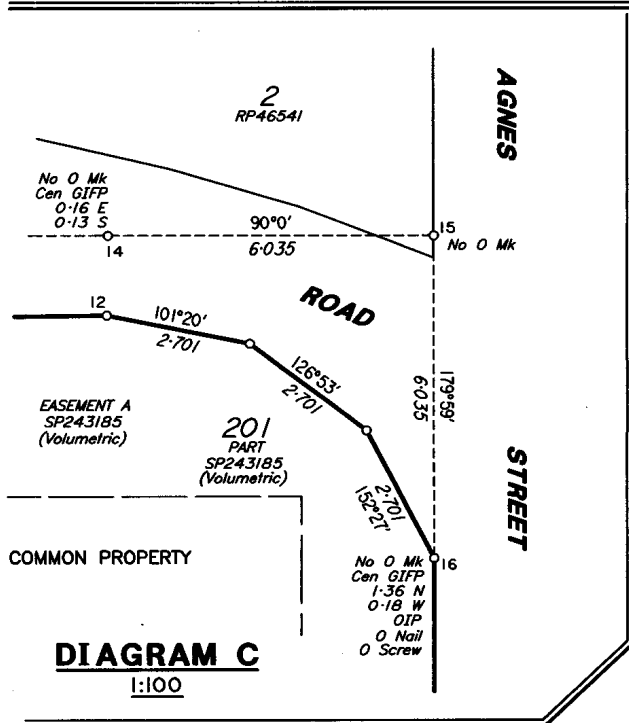 2
RP46541
AGNES
No O Mk
Cen GIFP
0·16 E
0·13 S
90°0'
6·035
14
15
No O Mk
ROAD
12
101°20'
2·701
126°53'
2·701
179°59'
6·035
EASEMENT A
SP243185
(Volumetric)
201
PART
SP243185
(Volumetric)
STREET
2·701
152°27'
COMMON PROPERTY
16
No O Mk
Cen GIFP
1·36 N
0·18 W
OIP
O Nail
O Screw
DIAGRAM C
1:100